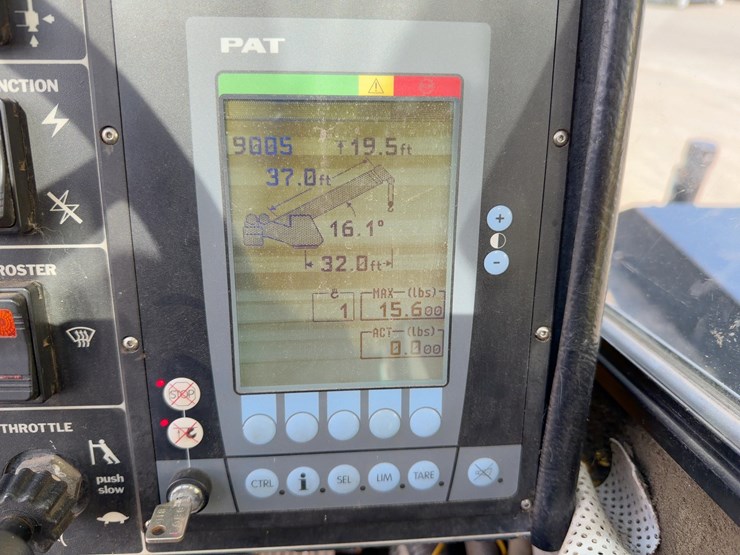 PAT
NCTION
9005 ↑19.5ft
37.0ft
16.1°
32.0ft
MAX (lbs)
1 15.600
ACT (lbs)
0.000
+
-
ROSTER
STOP
THROTTLE
push
slow
CTRL i SEL LIM TARE